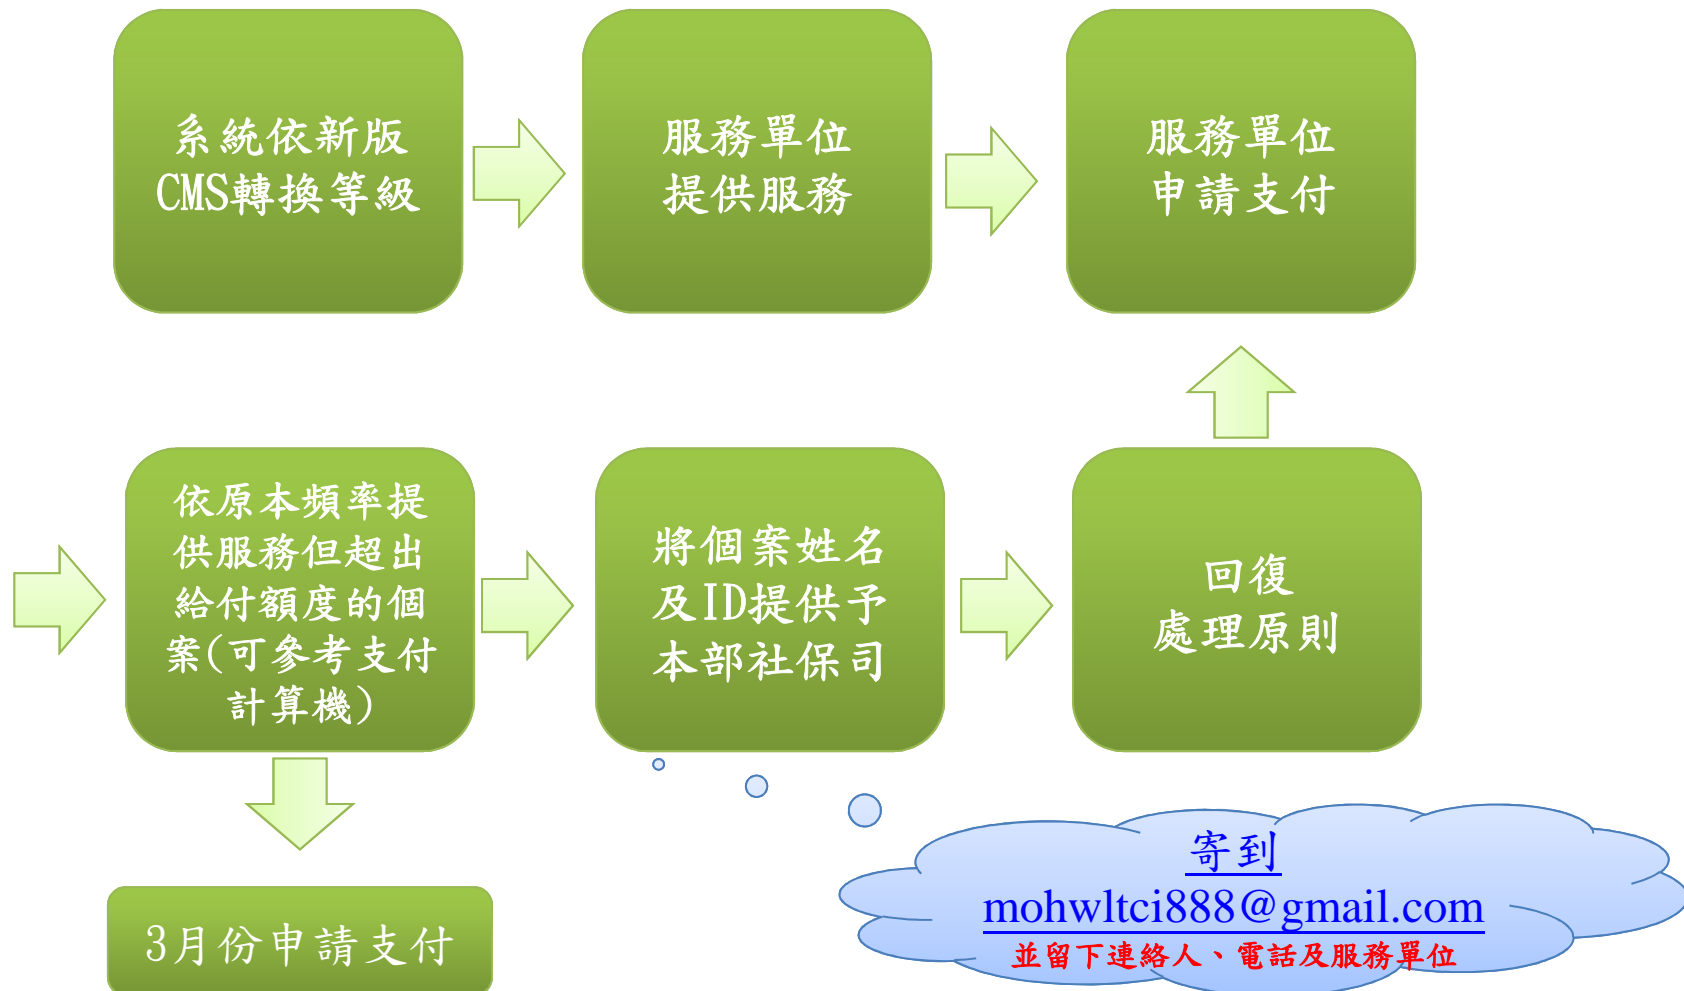 系統依新版
CMS轉換等級
服務單位
提供服務
服務單位
申請支付
依原本頻率提
供服務但超出
給付額度的個
案(可參考支付
計算機)
將個案姓名
及ID提供予
本部社保司
回復
處理原則
3月份申請支付
寄到
mohwltci888@gmail.com
並留下連絡人、電話及服務單位